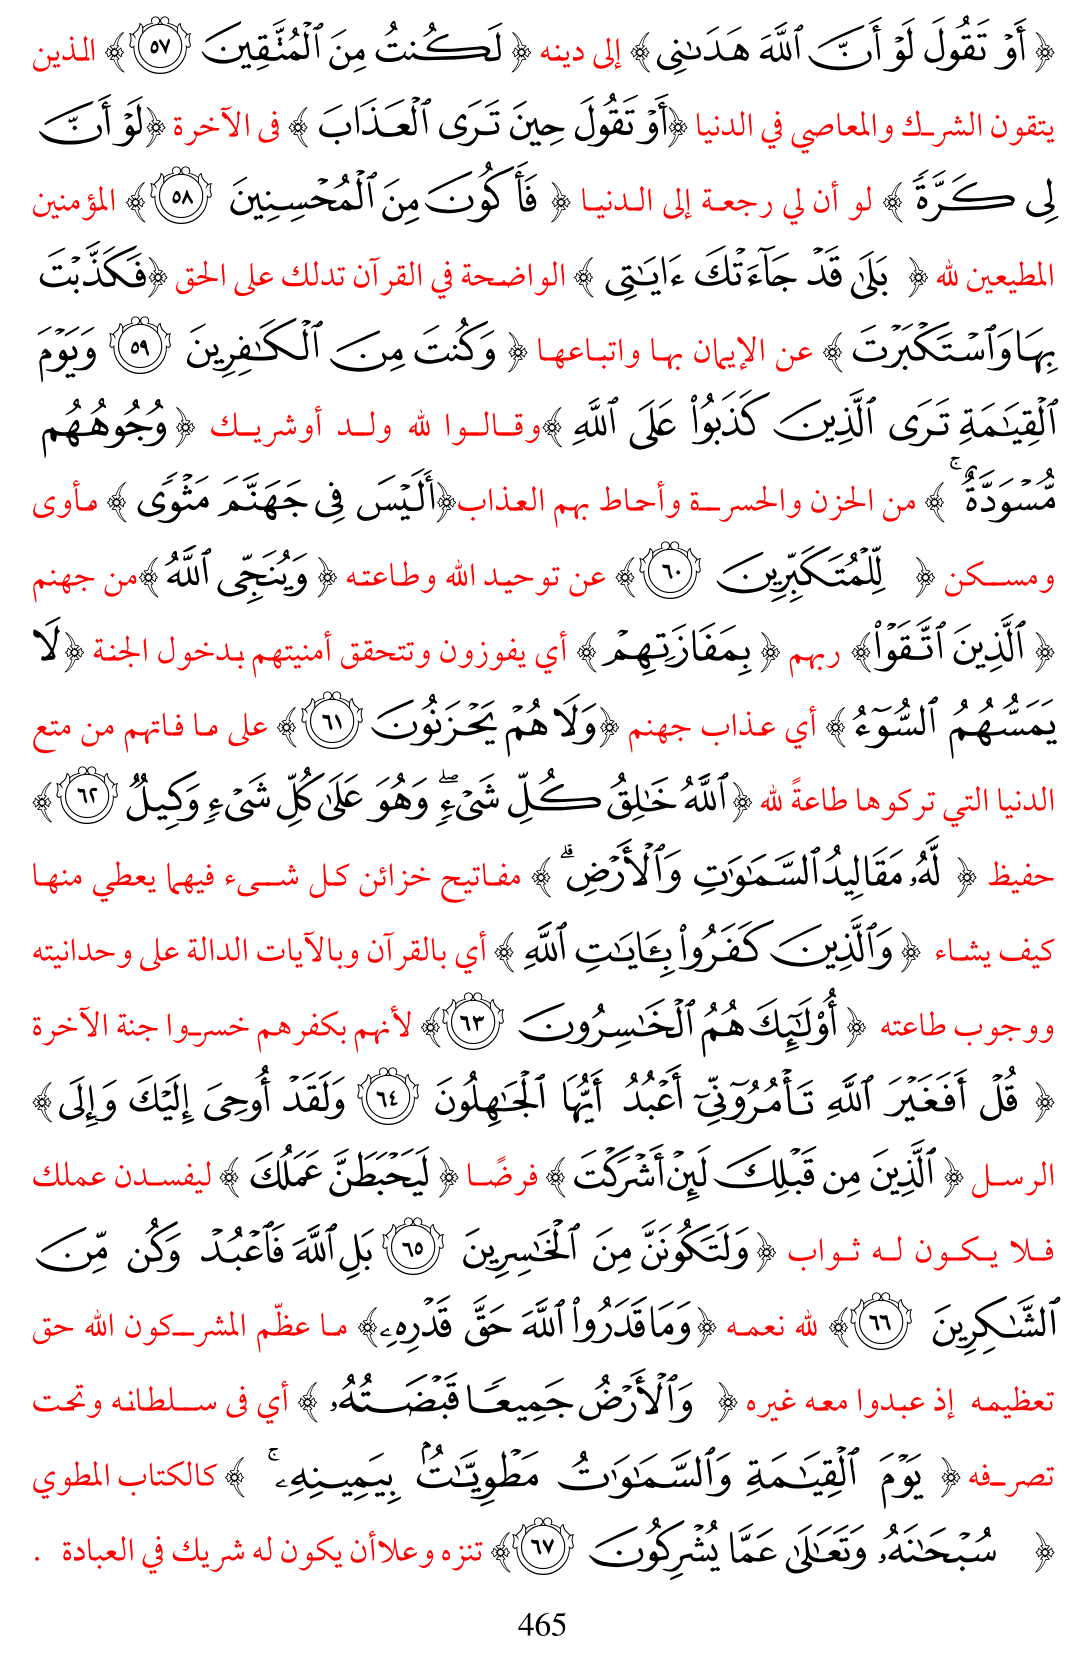 ﴿ أَوْ تَقُولَ لَوْ أَنَّ ٱللَّهَ هَدَىٰنِى ﴾ إلى دينه ﴿ لَكُنتُ مِنَ ٱلْمُتَّقِينَ ٥٧ ﴾ الذين
يتقون الشرك والمعاصي في الدنيا ﴿أَوْ تَقُولَ حِينَ تَرَى ٱلْعَذَابَ ﴾ فى الآخرة ﴿لَوْ أَنَّ
لِى كَرَّةً ﴾ لو أن لي رجعة إلى الدنيا ﴿ فَأَكُونَ مِنَ ٱلْمُحْسِنِينَ ٥٨ ﴾ المؤمنين
المطيعين لله ﴿ بَلَىٰ قَدْ جَآءَتْكَ ءَايَٰتِى ﴾ الواضحة في القرآن تدلك على الحق ﴿فَكَذَّبْتَ
بِهَا وَٱسْتَكْبَرْتَ ﴾ عن الإيمان بها واتباعها ﴿ وَكُنتَ مِنَ ٱلْكَٰفِرِينَ ٥٩ وَيَوْمَ
ٱلْقِيَٰمَةِ تَرَى ٱلَّذِينَ كَذَبُوا۟ عَلَى ٱللَّهِ ﴾وقالوا لله ولد أوشريك ﴿ وُجُوهُهُم
مُّسْوَدَّةٌ ۚ ﴾ من الحزن والحسرة وأحاط بهم العذاب﴿أَلَيْسَ فِى جَهَنَّمَ مَثْوًى ﴾ مأوى
ومسكن ﴿ لِّلْمُتَكَبِّرِينَ ٦٠ ﴾ عن توحيد الله وطاعته ﴿ وَيُنَجِّى ٱللَّهُ ﴾من جهنم
﴿ ٱلَّذِينَ ٱتَّقَوْا۟ ﴾ ربهم ﴿ بِمَفَازَتِهِمْ ﴾ أي يفوزون وتتحقق أمنيتهم بدخول الجنة ﴿لَا
يَمَسُّهُمُ ٱلسُّوٓءُ ﴾ أي عذاب جهنم ﴿وَلَا هُمْ يَحْزَنُونَ ٦١ ﴾ على ما فاتهم من متع
الدنيا التي تركوها طاعةً لله ﴿ ٱللَّهُ خَٰلِقُ كُلِّ شَىْءٍ ۖ وَهُوَ عَلَىٰ كُلِّ شَىْءٍ وَكِيلٌ ٦٢ ﴾
حفيظ ﴿ لَّهُۥ مَقَالِيدُ ٱلسَّمَٰوَٰتِ وَٱلْأَرْضِ ۗ ﴾ مفاتيح خزائن كل شىء فيهما يعطي منها
كيف يشاء ﴿ وَٱلَّذِينَ كَفَرُوا۟ بِـَٔايَٰتِ ٱللَّهِ ﴾ أي بالقرآن وبالآيات الدالة على وحدانيته
ووجوب طاعته ﴿ أُو۟لَٰٓئِكَ هُمُ ٱلْخَٰسِرُونَ ٦٣ ﴾ لأنهم بكفرهم خسروا جنة الآخرة
﴿ قُلْ أَفَغَيْرَ ٱللَّهِ تَأْمُرُوٓنِّىٓ أَعْبُدُ أَيُّهَا ٱلْجَٰهِلُونَ ٦٤ وَلَقَدْ أُوحِىَ إِلَيْكَ وَإِلَى ﴾
الرسل ﴿ ٱلَّذِينَ مِن قَبْلِكَ لَئِنْ أَشْرَكْتَ ﴾ فرضًا ﴿ لَيَحْبَطَنَّ عَمَلُكَ ﴾ ليفسدن عملك
فلا يكون له ثواب ﴿ وَلَتَكُونَنَّ مِنَ ٱلْخَٰسِرِينَ ٦٥ بَلِ ٱللَّهَ فَٱعْبُدْ وَكُن مِّنَ
ٱلشَّٰكِرِينَ ٦٦ ﴾ لله نعمه ﴿وَمَا قَدَرُوا۟ ٱللَّهَ حَقَّ قَدْرِهِۦ ﴾ ما عظّم المشركون الله حق
تعظيمه إذ عبدوا معه غيره ﴿ وَٱلْأَرْضُ جَمِيعًا قَبْضَتُهُۥ ﴾ أي فى سلطانه وتحت
تصرفه ﴿ يَوْمَ ٱلْقِيَٰمَةِ وَٱلسَّمَٰوَٰتُ مَطْوِيَّٰتٌۢ بِيَمِينِهِۦ ۚ ﴾ كالكتاب المطوي
﴿ سُبْحَٰنَهُۥ وَتَعَٰلَىٰ عَمَّا يُشْرِكُونَ ٦٧ ﴾ تنزه وعلاأن يكون له شريك في العبادة .
465